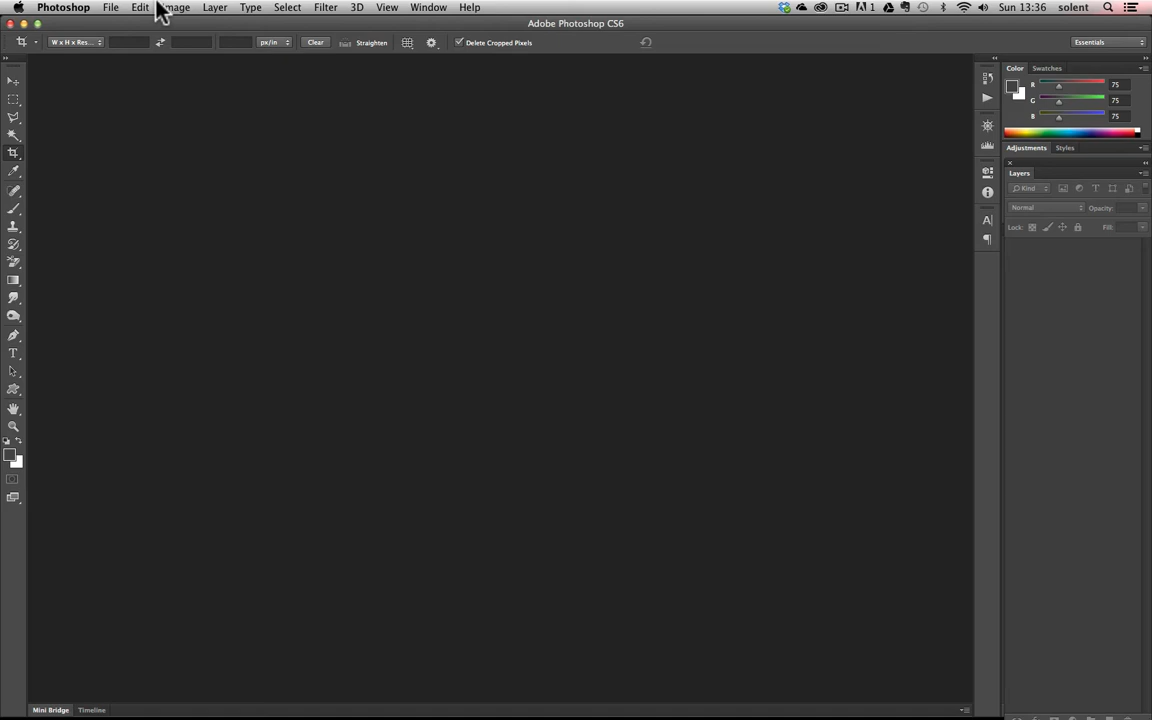 Photoshop File Edit Image Layer Type Select Filter 3D View Window Help 1 Sun 13:36 solent
Adobe Photoshop CS6
W x H x Res... px/in Clear Straighten Delete Cropped Pixels Essentials
Color Swatches
R 75
G 75
B 75
Adjustments Styles
Layers
Kind
Normal Opacity:
Lock: Fill:
Mini Bridge Timeline